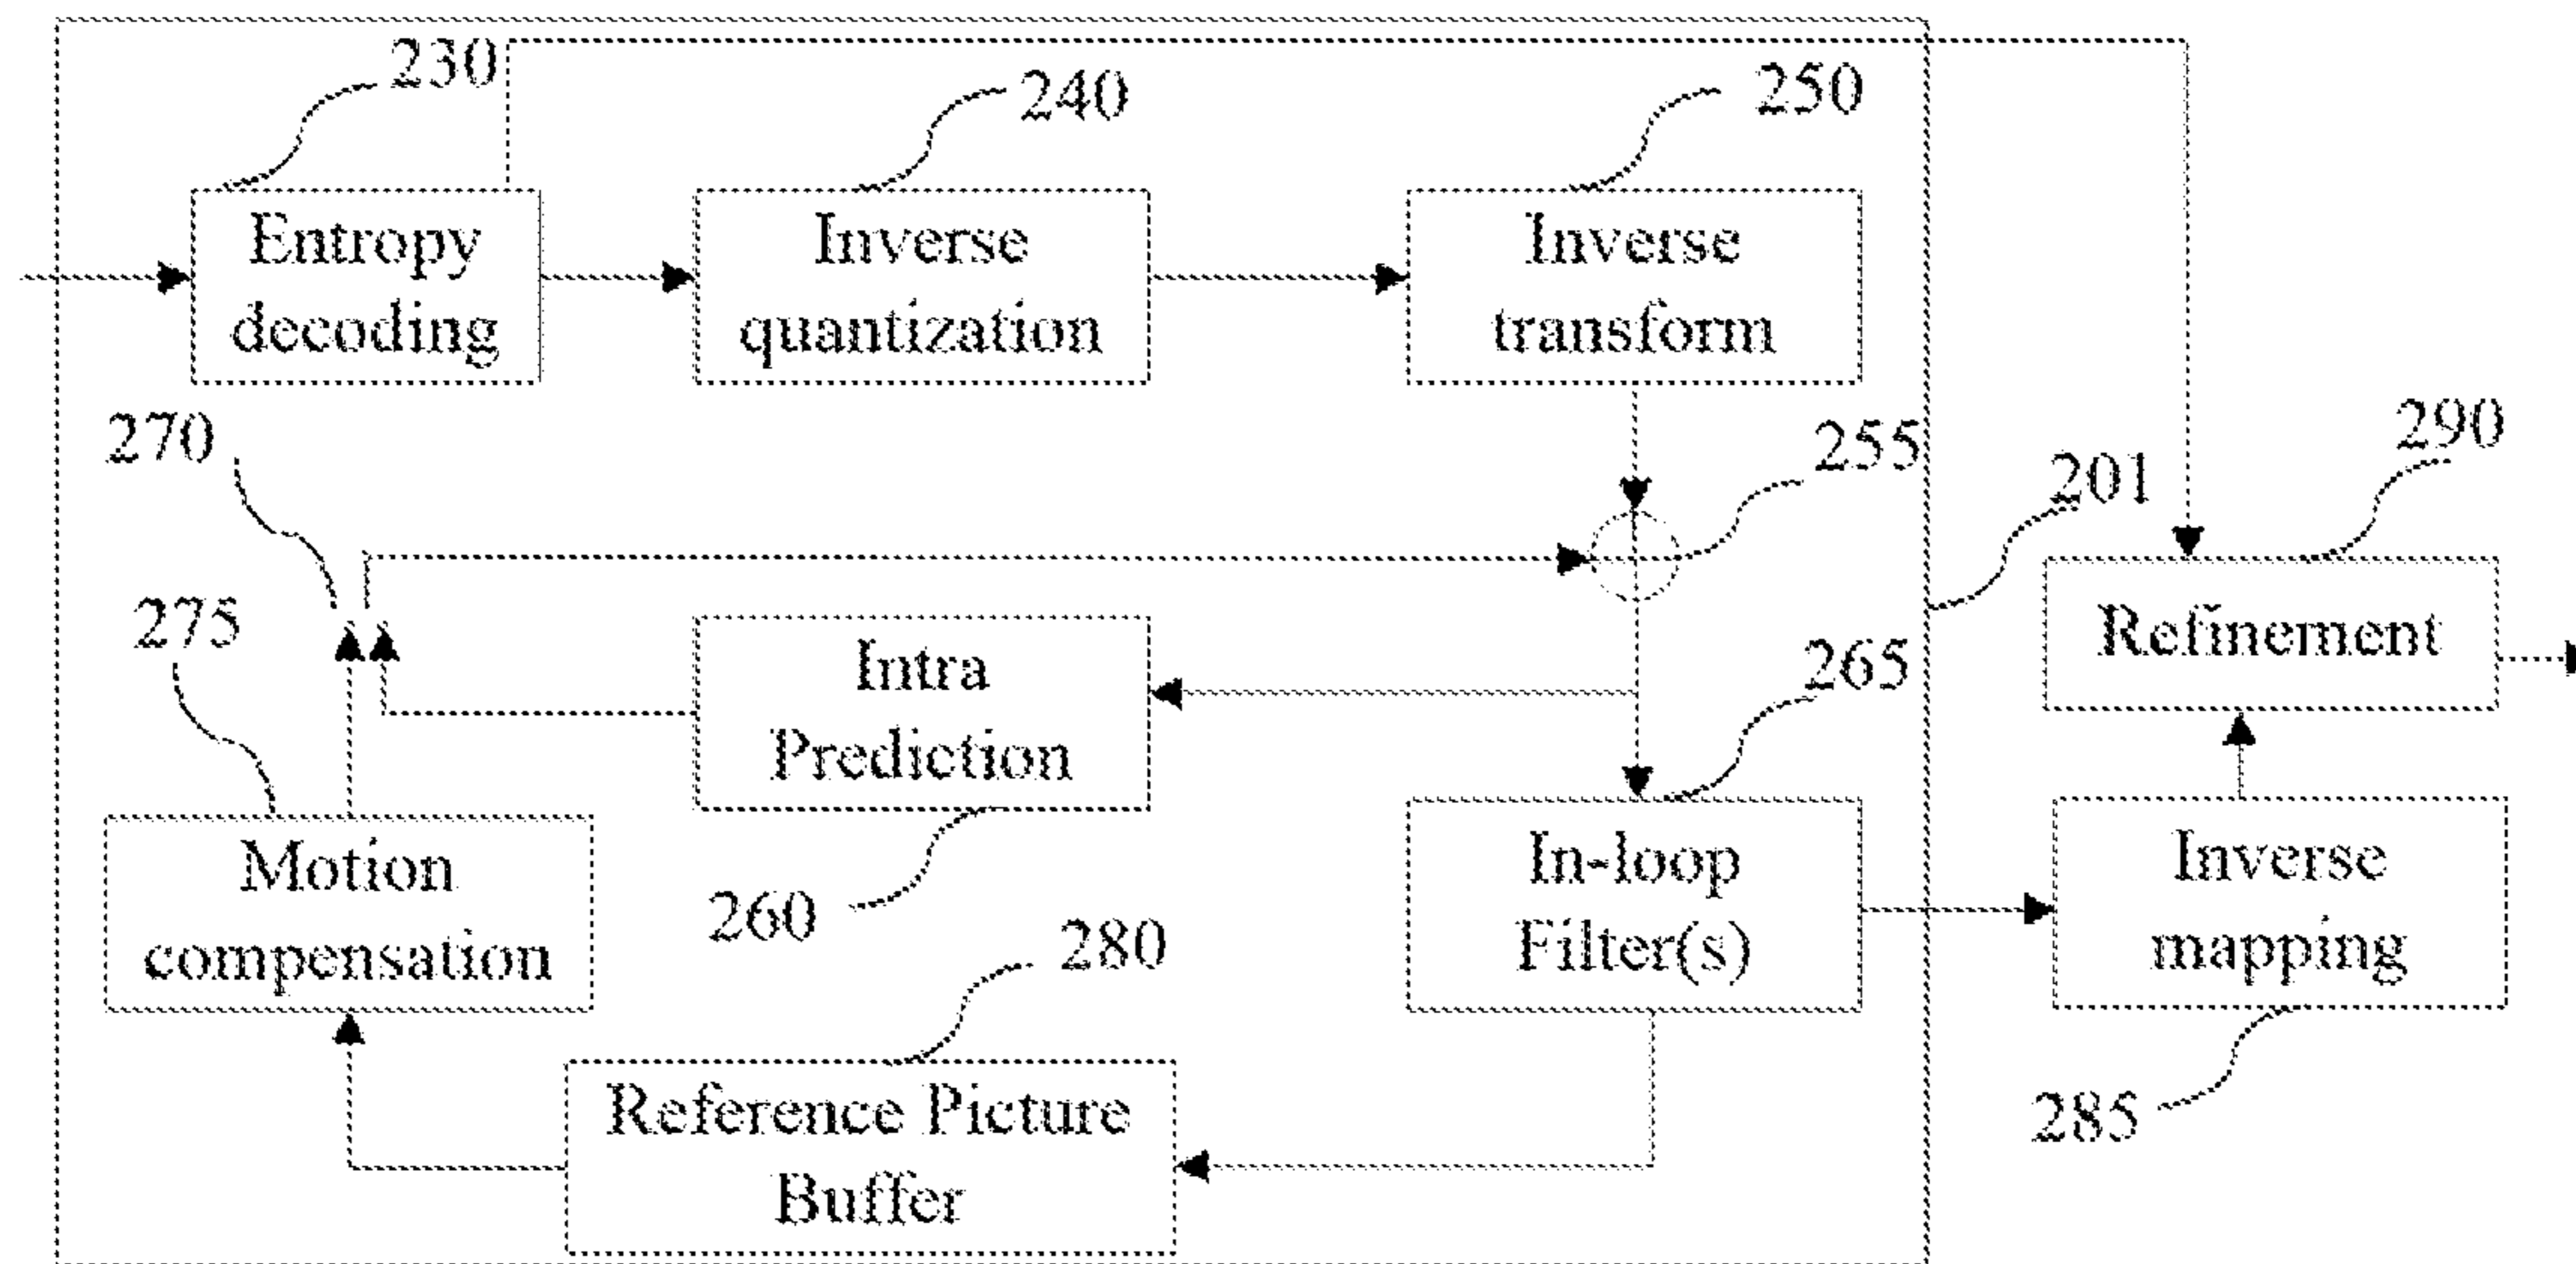 230
240
250
Entropy
decoding
Inverse
quantization
Inverse
transform
270
255
201
290
275
Intra
Prediction
265
Refinement
Motion
compensation
260
280
In-loop
Filter(s)
Inverse
mapping
285
Reference Picture
Buffer